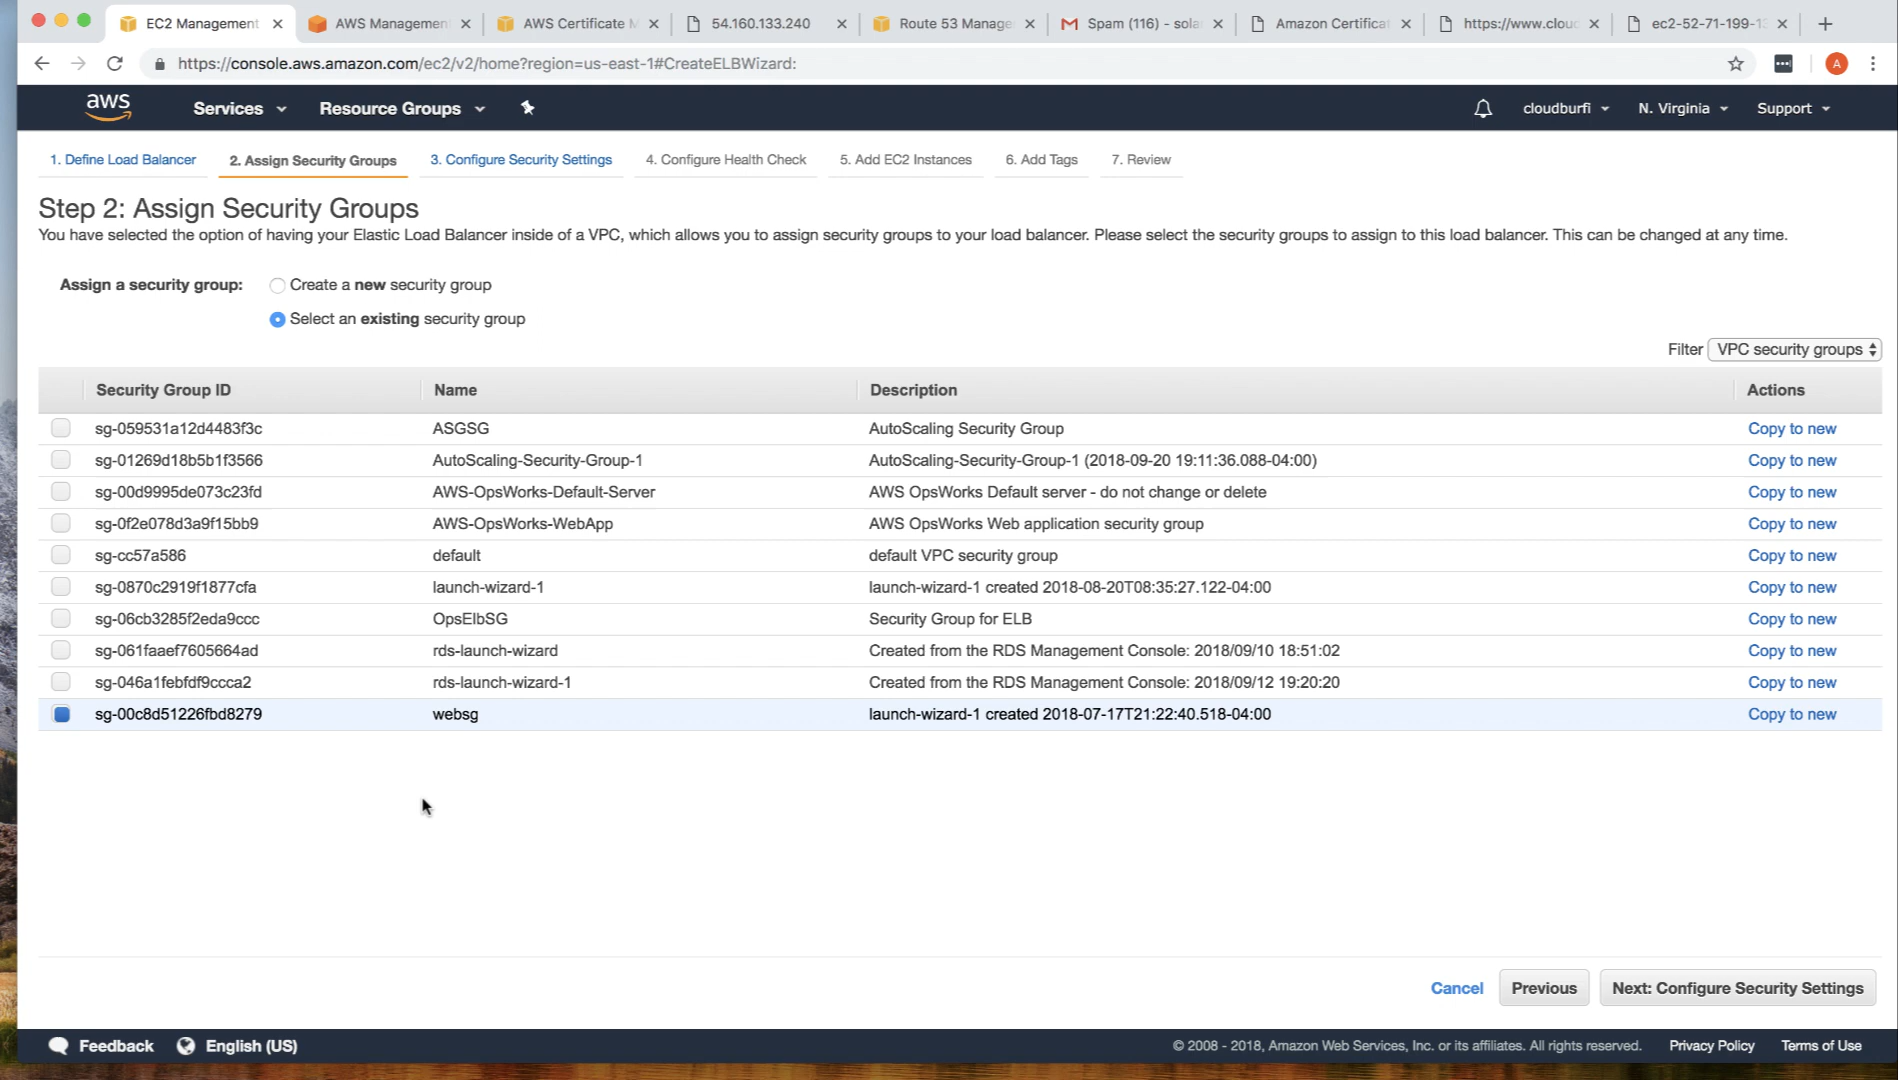 EC2 Management
AWS Managemen
AWS Certificate M
54.160.133.240
Route 53 Manage
Spam (116) - sola
Amazon Certificat
https://www.clou
ec2-52-71-199-13
https://console.aws.amazon.com/ec2/v2/home?region=us-east-1#CreateELBWizard:
A
aws
Services
Resource Groups
cloudburfi
N. Virginia
Support
1. Define Load Balancer
2. Assign Security Groups
3. Configure Security Settings
4. Configure Health Check
5. Add EC2 Instances
6. Add Tags
7. Review
Step 2: Assign Security Groups
You have selected the option of having your Elastic Load Balancer inside of a VPC, which allows you to assign security groups to your load balancer. Please select the security groups to assign to this load balancer. This can be changed at any time.
Assign a security group:
Create a new security group
Select an existing security group
Filter VPC security groups
Security Group ID Name Description Actions
sg-059531a12d4483f3c ASGSG AutoScaling Security Group Copy to new
sg-01269d18b5b1f3566 AutoScaling-Security-Group-1 AutoScaling-Security-Group-1 (2018-09-20 19:11:36.088-04:00) Copy to new
sg-00d9995de073c23fd AWS-OpsWorks-Default-Server AWS OpsWorks Default server - do not change or delete Copy to new
sg-0f2e078d3a9f15bb9 AWS-OpsWorks-WebApp AWS OpsWorks Web application security group Copy to new
sg-cc57a586 default default VPC security group Copy to new
sg-0870c2919f1877cfa launch-wizard-1 launch-wizard-1 created 2018-08-20T08:35:27.122-04:00 Copy to new
sg-06cb3285f2eda9ccc OpsElbSG Security Group for ELB Copy to new
sg-061faaef7605664ad rds-launch-wizard Created from the RDS Management Console: 2018/09/10 18:51:02 Copy to new
sg-046a1febfdf9ccca2 rds-launch-wizard-1 Created from the RDS Management Console: 2018/09/12 19:20:20 Copy to new
sg-00c8d51226fbd8279 websg launch-wizard-1 created 2018-07-17T21:22:40.518-04:00 Copy to new
Cancel
Previous
Next: Configure Security Settings
Feedback
English (US)
© 2008 - 2018, Amazon Web Services, Inc. or its affiliates. All rights reserved.
Privacy Policy
Terms of Use